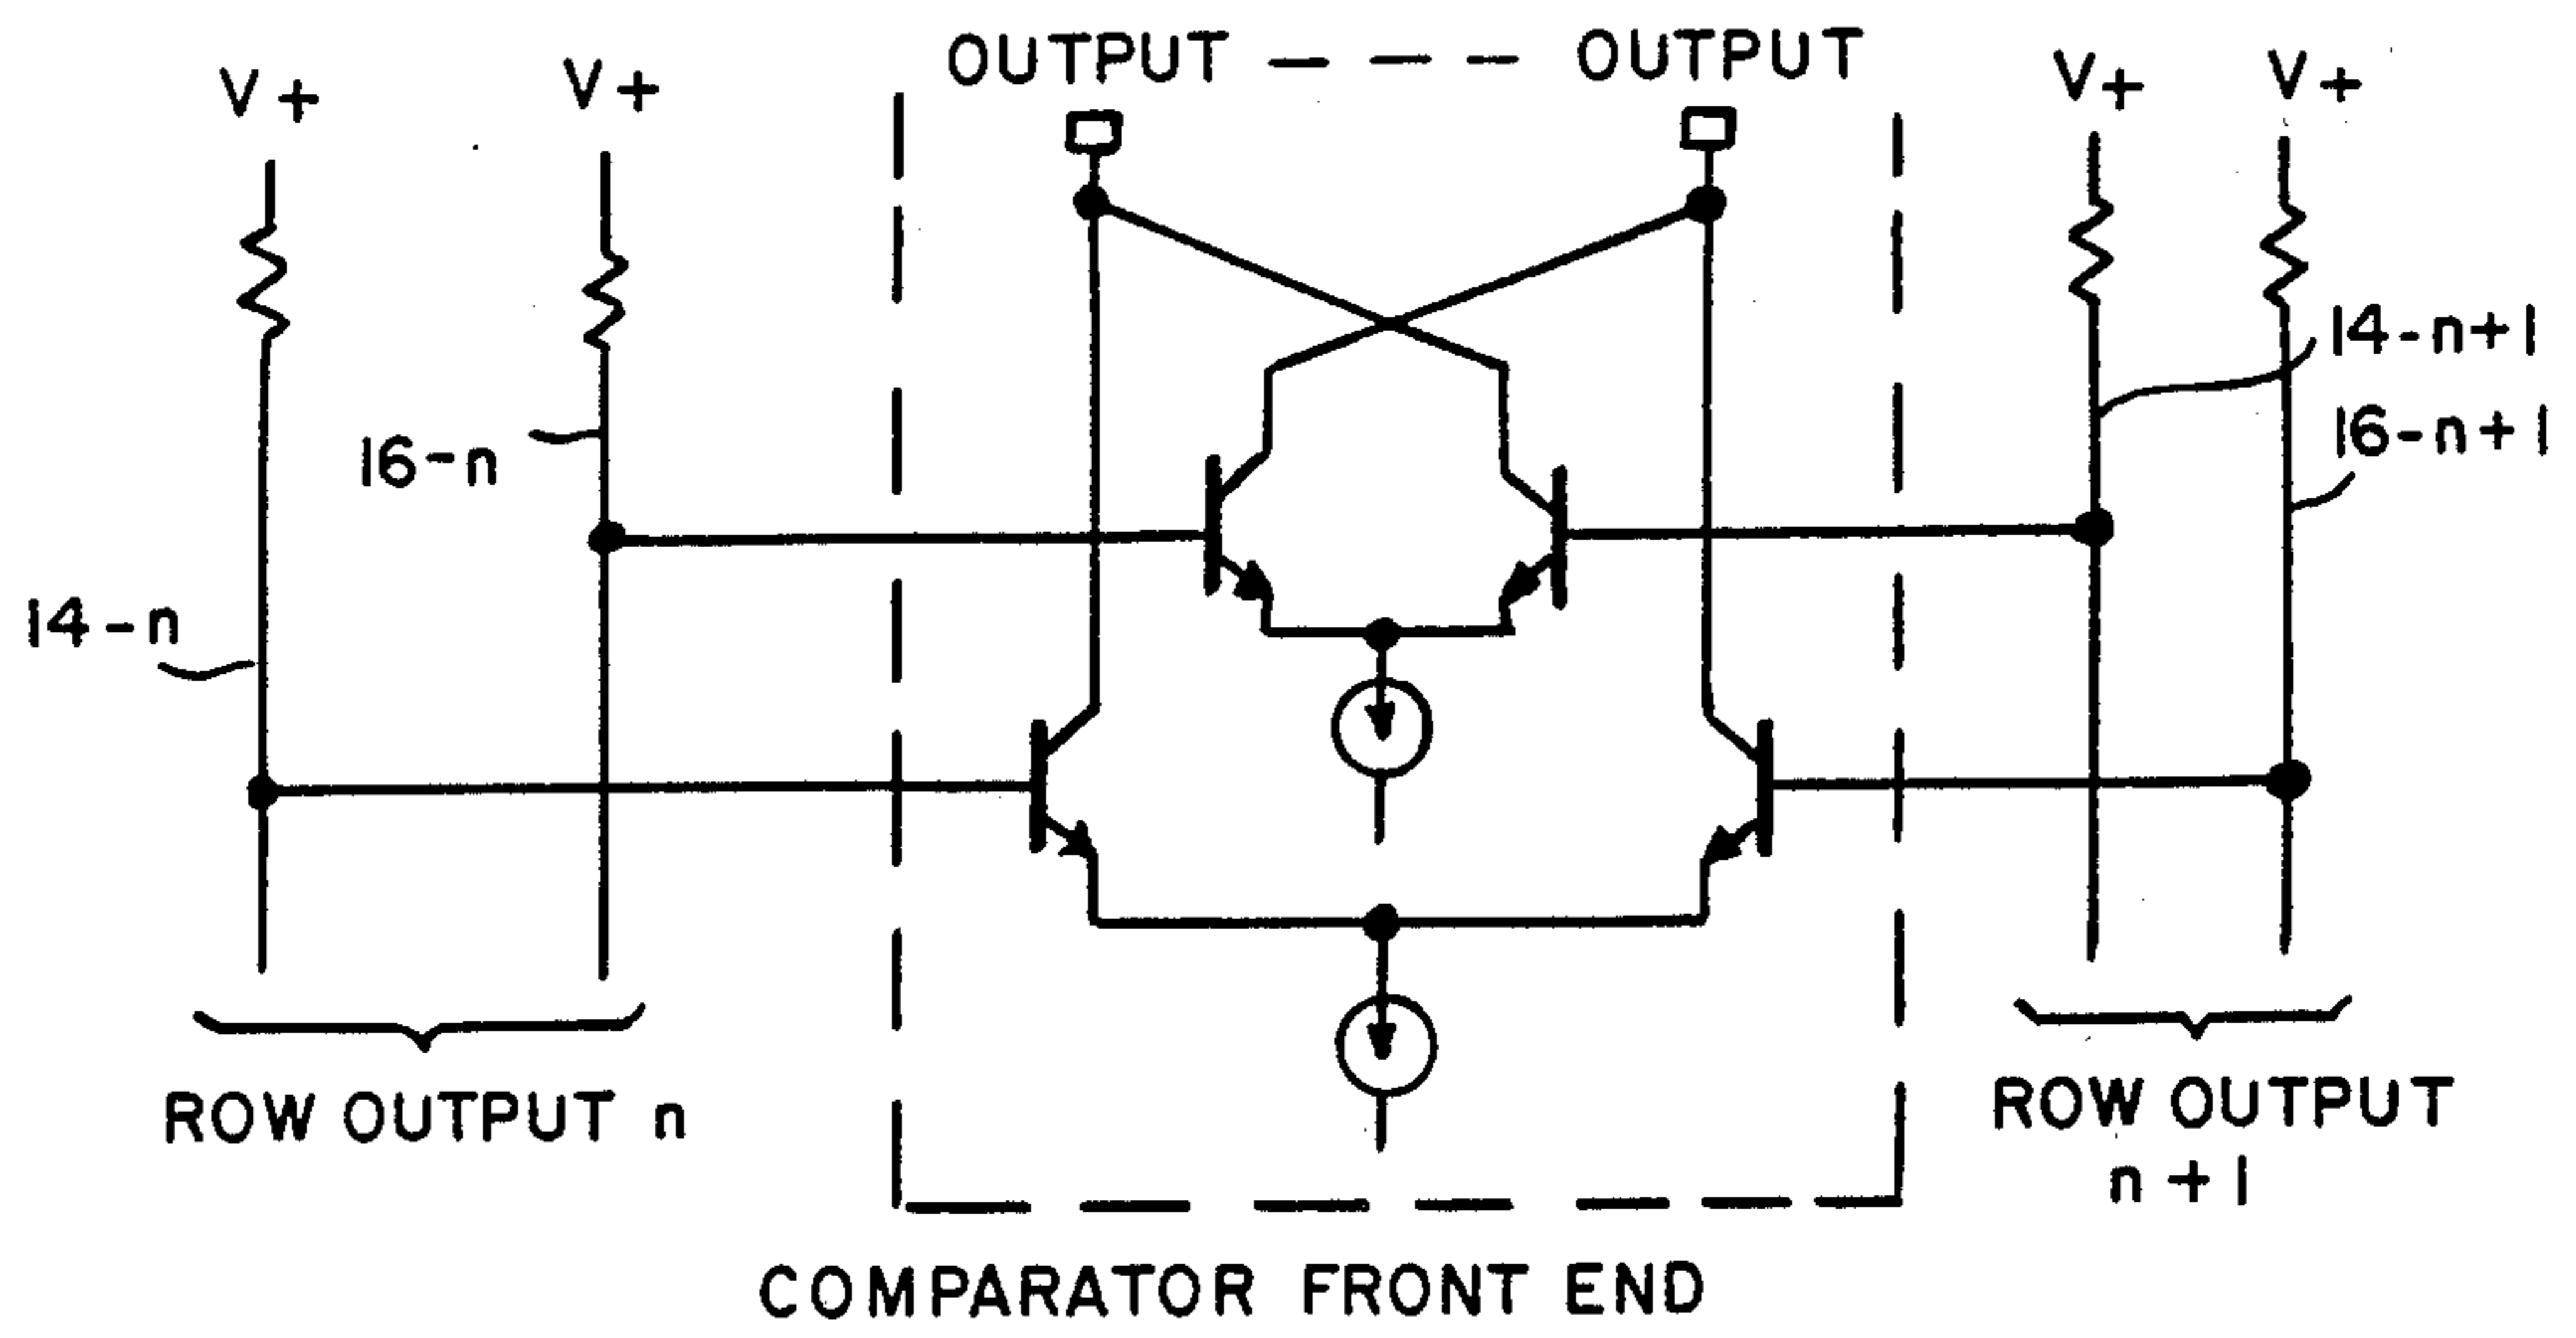 OUTPUT --- OUTPUT
V+ V+ V+ V+
14-n+1
16-n
16-n+1
14-n
ROW OUTPUT n
ROW OUTPUT
n+1
COMPARATOR FRONT END